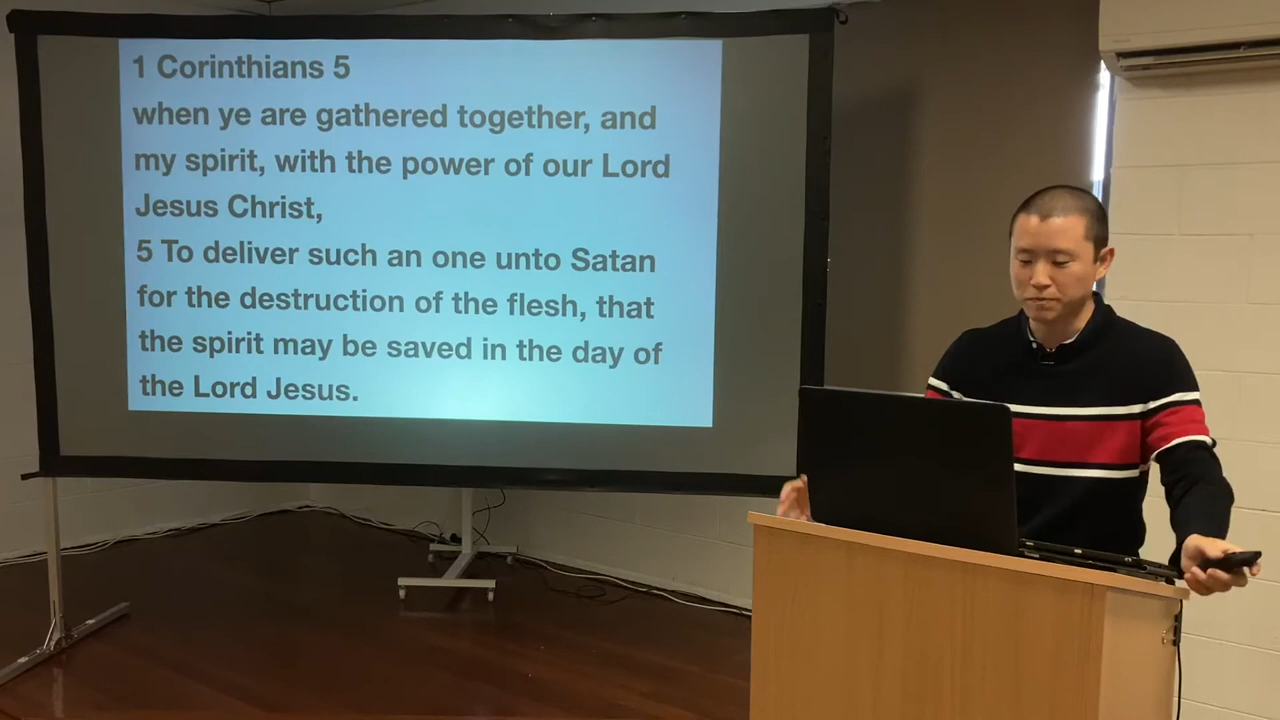 1 Corinthians 5
when ye are gathered together, and
my spirit, with the power of our Lord
Jesus Christ,
5 To deliver such an one unto Satan
for the destruction of the flesh, that
the spirit may be saved in the day of
the Lord Jesus.